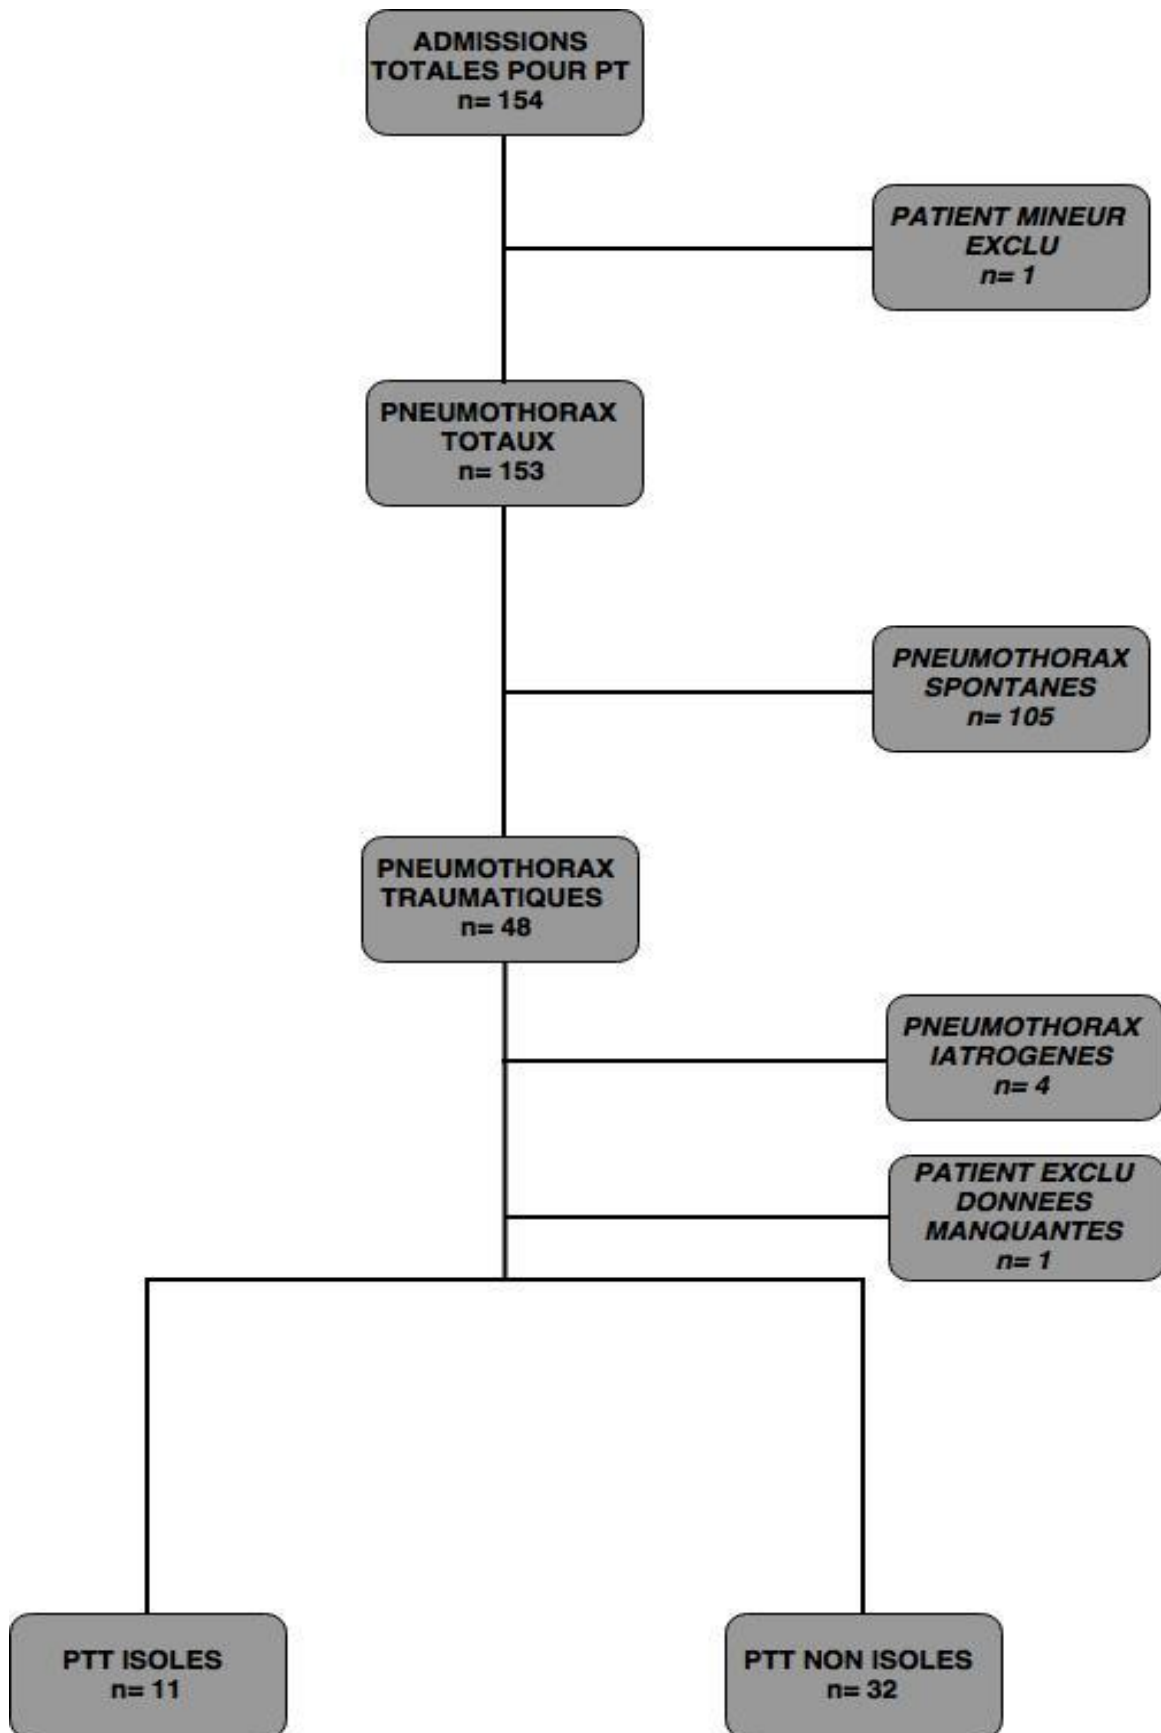 ADMISSIONS
TOTALES POUR PT
n= 154
PATIENT MINEUR
EXCLU
n= 1
PNEUMOTHORAX
TOTAUX
n= 153
PNEUMOTHORAX
SPONTANES
n= 105
PNEUMOTHORAX
TRAUMATIQUES
n= 48
PNEUMOTHORAX
IATROGENES
n= 4
PATIENT EXCLU
DONNEES
MANQUANTES
n= 1
PTT ISOLES
n= 11
PTT NON ISOLES
n= 32